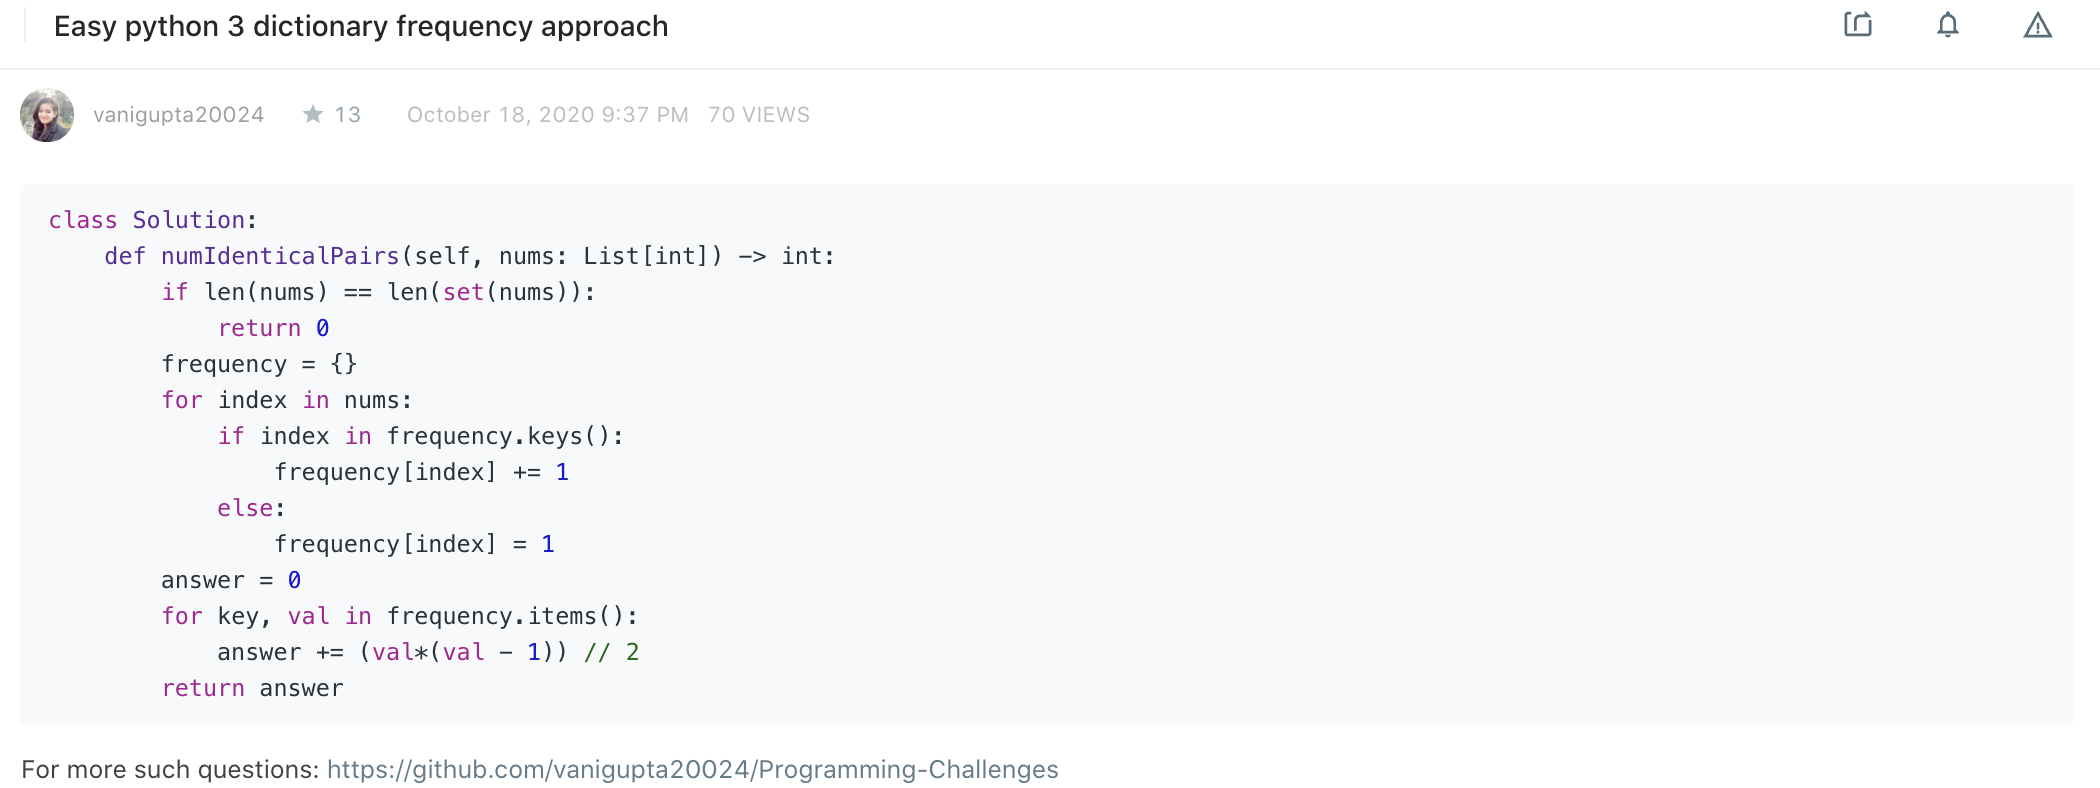 Easy python 3 dictionary frequency approach
vanigupta20024 ★ 13 October 18, 2020 9:37 PM 70 VIEWS
class Solution:
    def numIdenticalPairs(self, nums: List[int]) -> int:
        if len(nums) == len(set(nums)):
            return 0
        frequency = {}
        for index in nums:
            if index in frequency.keys():
                frequency[index] += 1
            else:
                frequency[index] = 1
        answer = 0
        for key, val in frequency.items():
            answer += (val*(val - 1)) // 2
        return answer
For more such questions: https://github.com/vanigupta20024/Programming-Challenges